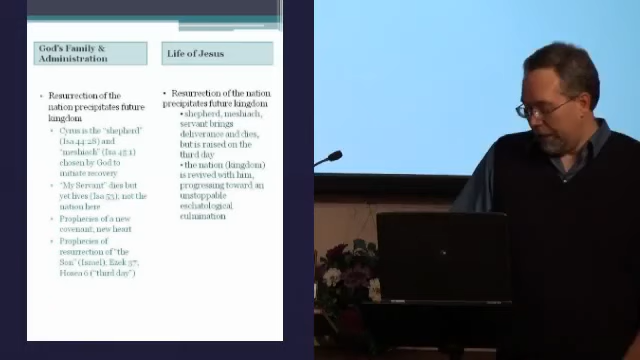 God's Family &
Administration
Resurrection of the
nation precipitates future
kingdom
Cyrus is the "shepherd"
(Isa 44:28) and
"meshiach" (Isa 45:1)
chosen by God to
initiate recovery
"My Servant" dies but
yet lives (Isa 53), not the
nation here
Prophecies of a new
covenant, new heart
Prophecies of
resurrection of "the
Son" (Israel); Ezek 37;
Hosea 6 ("third day")
Life of Jesus
Resurrection of the nation
precipitates future kingdom
shepherd, meshiach,
servant brings
deliverance and dies,
but is raised on the
third day
the nation (kingdom)
is revived with him,
progressing toward an
unstoppable
eschatological
culmination